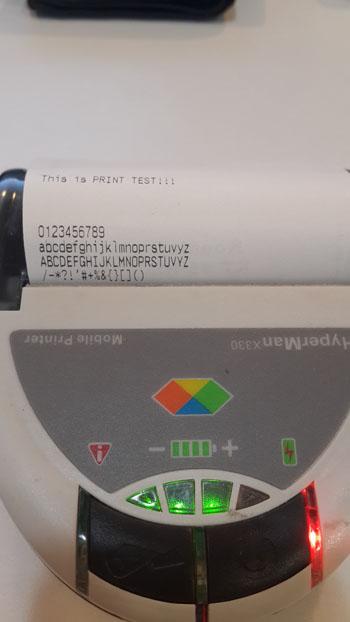 This is PRINT TEST!!!
0123456789
abcdefghijklmnoprstuvyz
ABCDEFGHIJKLMNOPRSTUVYZ
/-*?!'#+%&{}[]()
HyperMan X330
Mobile Printer